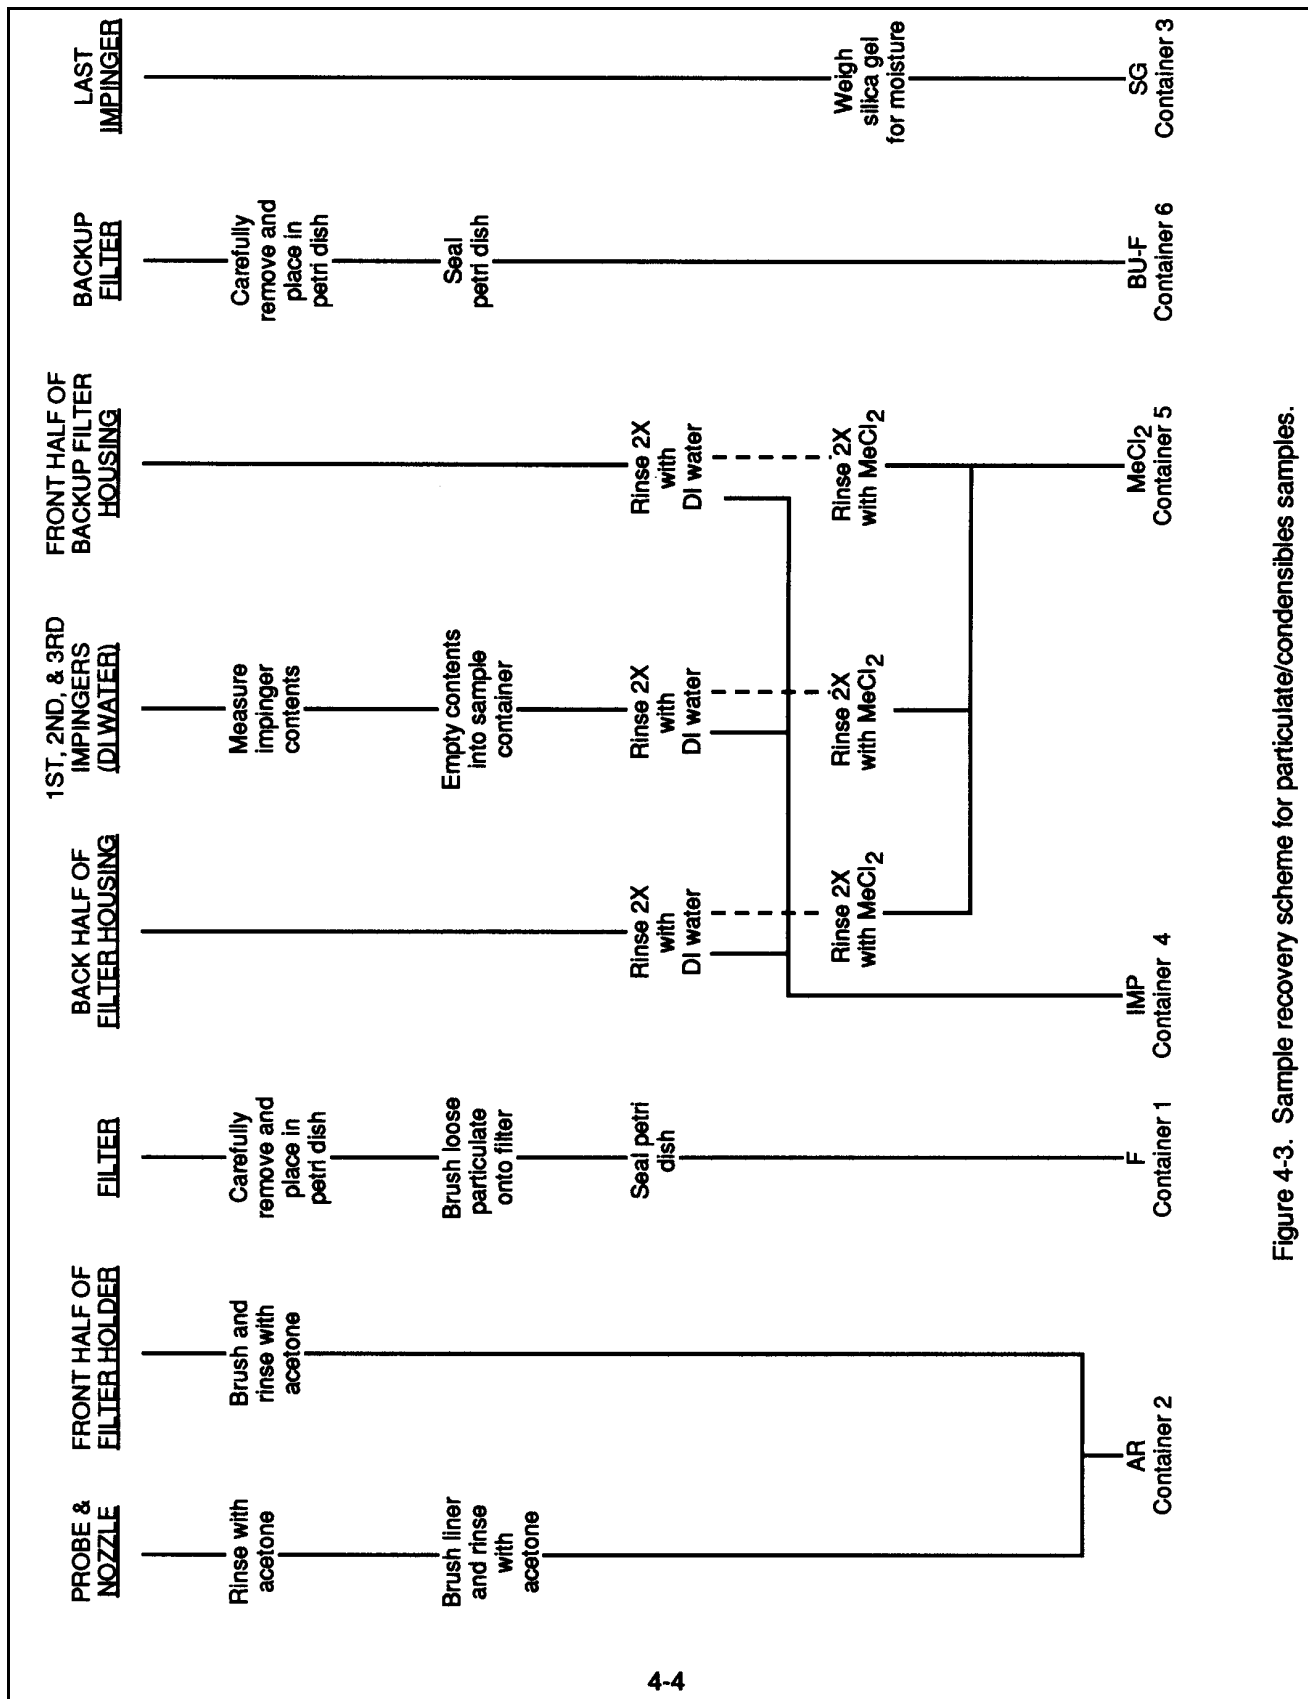 PROBE &
NOZZLE
Rinse with
acetone
Brush liner
and rinse
with
acetone
FRONT HALF OF
FILTER HOLDER
Brush and
rinse with
acetone
AR
Container 2
FILTER
Carefully
remove and
place in
petri dish
Brush loose
particulate
onto filter
Seal petri
dish
F
Container 1
BACK HALF OF
FILTER HOUSING
Rinse 2X
with
DI water
Rinse 2X
with MeCl2
IMP
Container 4
1ST, 2ND, & 3RD
IMPINGERS
(DI WATER)
Measure
impinger
contents
Empty contents
into sample
container
Rinse 2X
with
DI water
Rinse 2X
with MeCl2
FRONT HALF OF
BACKUP FILTER
HOUSING
Rinse 2X
with
DI water
Rinse 2X
with MeCl2
MeCl2
Container 5
BACKUP
FILTER
Carefully
remove and
place in
petri dish
Seal
petri dish
BU-F
Container 6
LAST
IMPINGER
Weigh
silica gel
for moisture
SG
Container 3
Figure 4-3. Sample recovery scheme for particulate/condensibles samples.
4-4